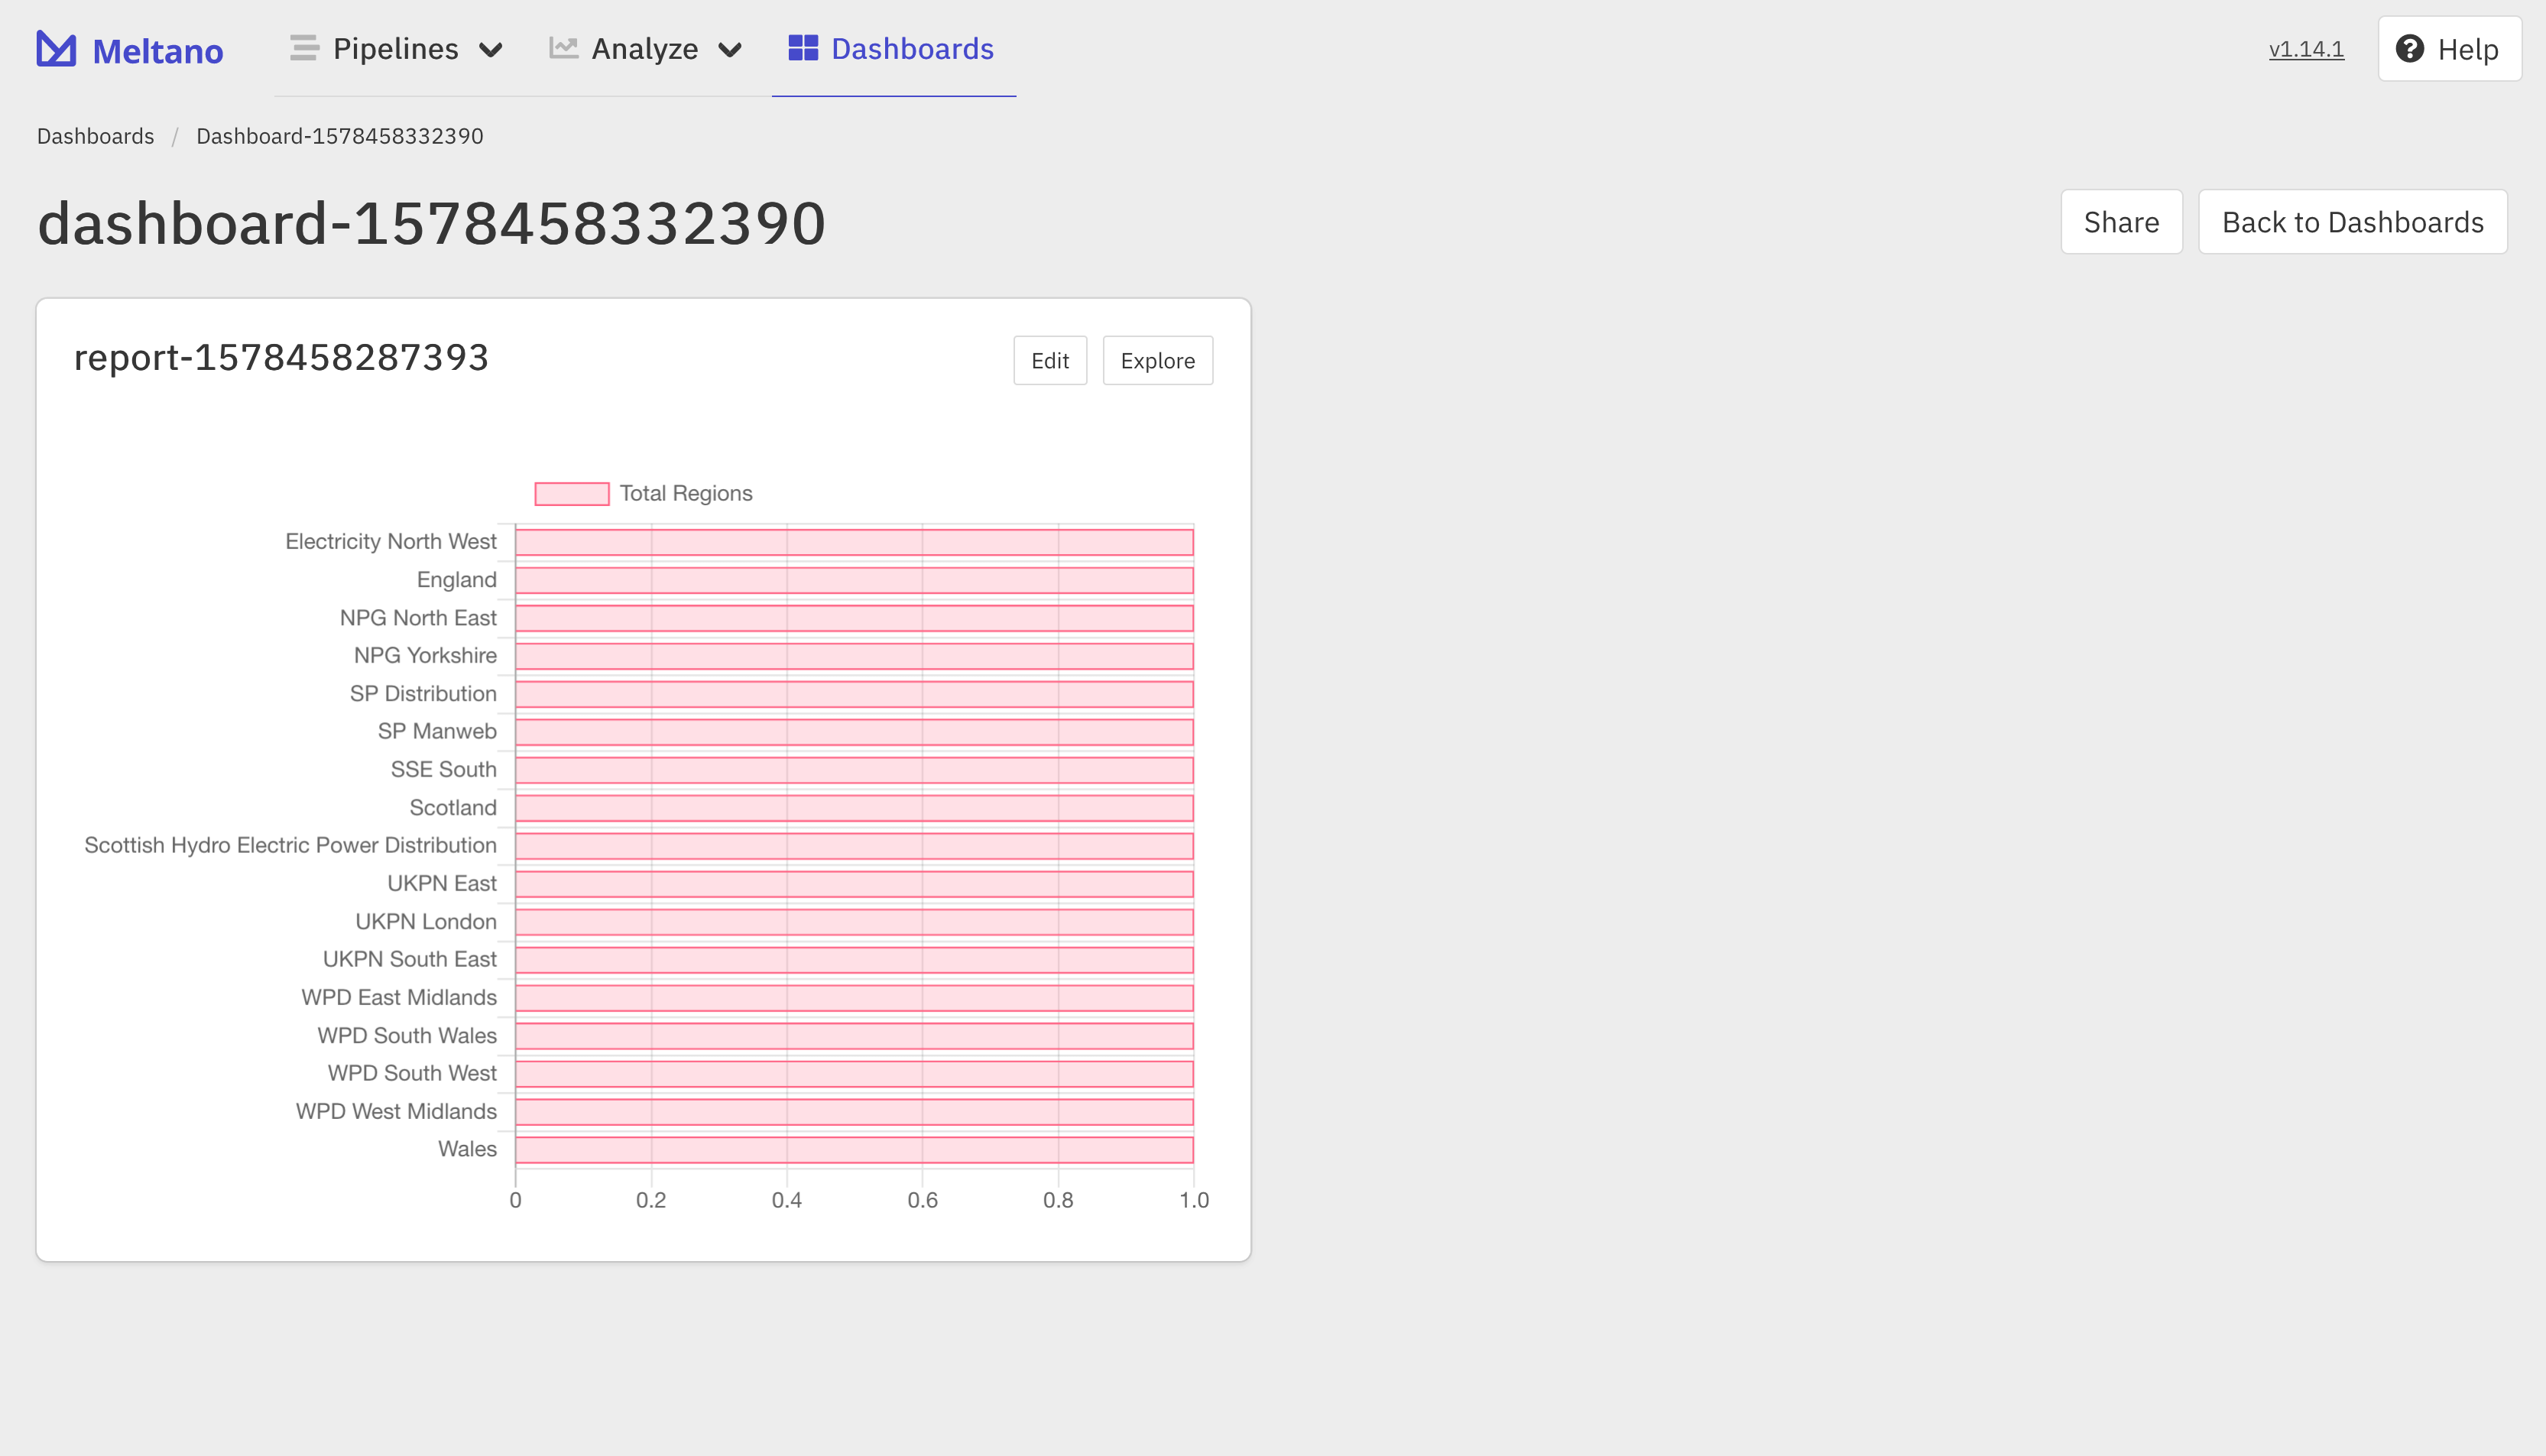 Meltano Pipelines Analyze Dashboards v1.14.1 Help
Dashboards / Dashboard-1578458332390
dashboard-1578458332390 Share Back to Dashboards
report-1578458287393 Edit Explore
Total Regions
Electricity North West
England
NPG North East
NPG Yorkshire
SP Distribution
SP Manweb
SSE South
Scotland
Scottish Hydro Electric Power Distribution
UKPN East
UKPN London
UKPN South East
WPD East Midlands
WPD South Wales
WPD South West
WPD West Midlands
Wales
0 0.2 0.4 0.6 0.8 1.0